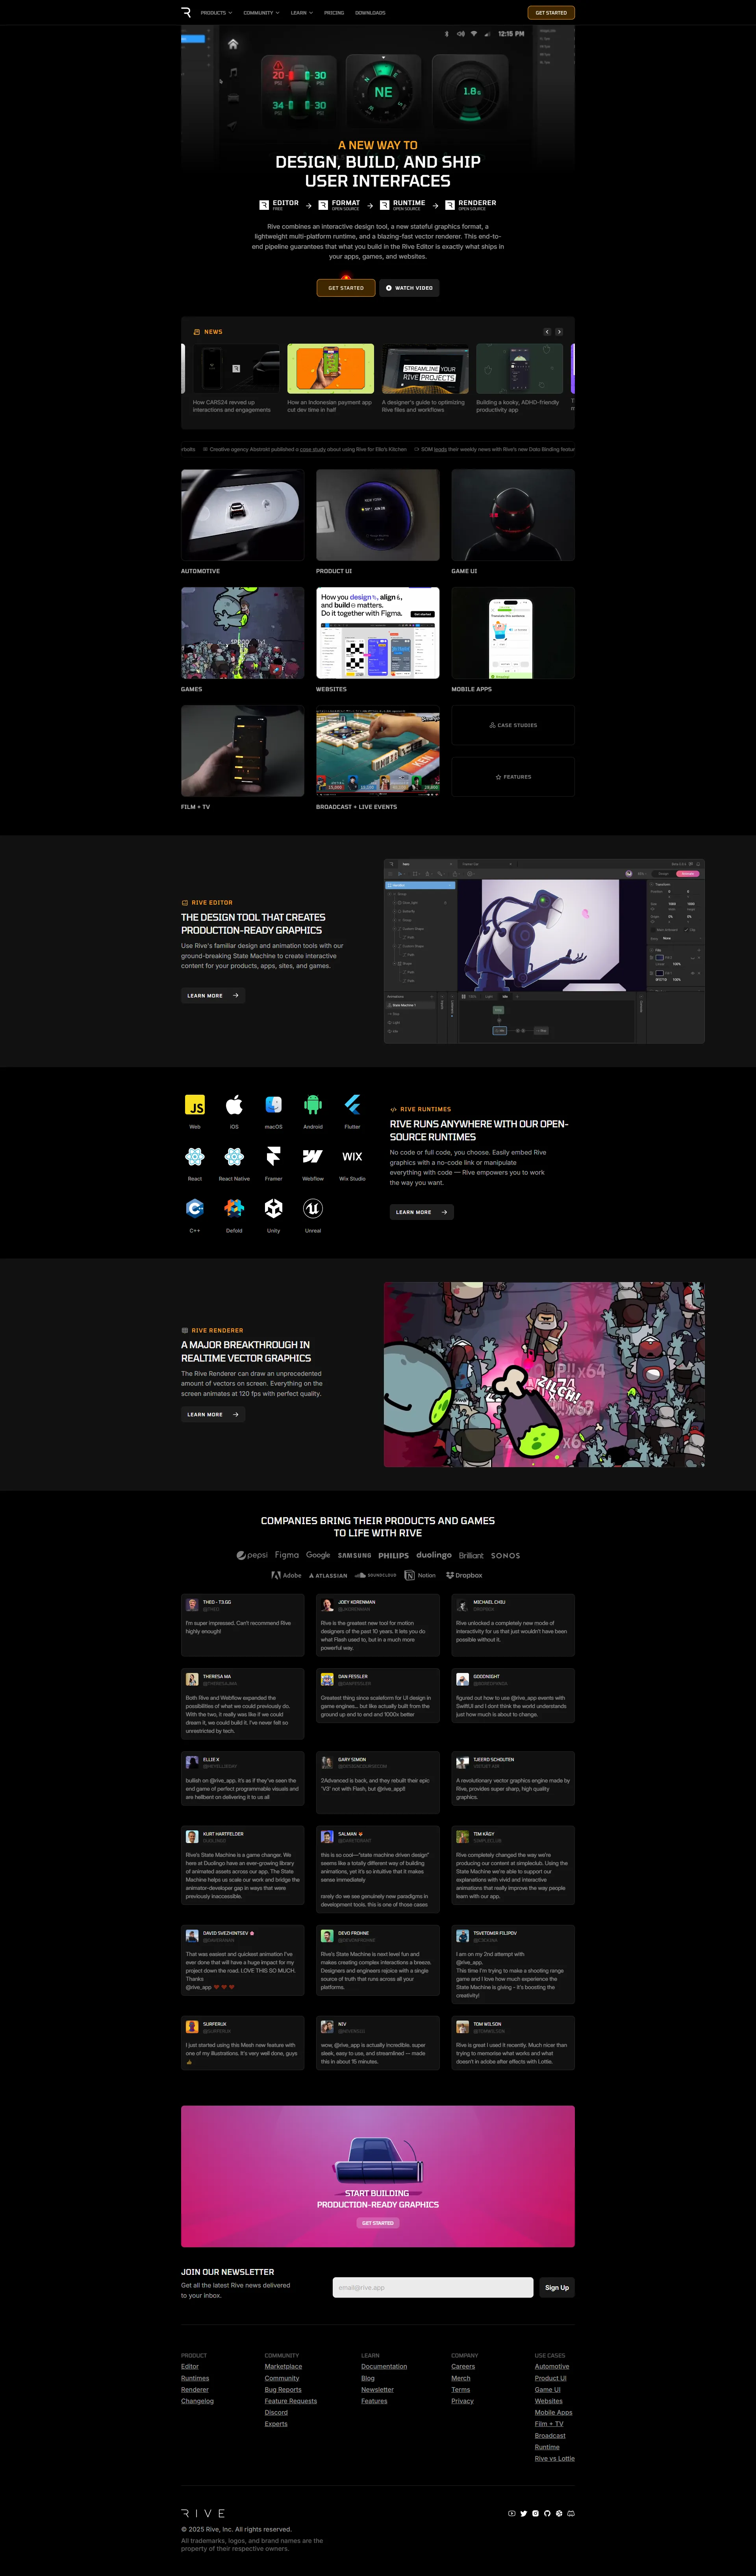 PRODUCTS
COMMUNITY
LEARN
PRICING
DOWNLOADS
GET STARTED
12:15 PM
20 PSI
30 PSI
34 PSI
30 PSI
NE
1.8s
A NEW WAY TO
DESIGN, BUILD, AND SHIP
USER INTERFACES
EDITOR
FREE
FORMAT
OPEN SOURCE
RUNTIME
OPEN SOURCE
RENDERER
OPEN SOURCE
Rive combines an interactive design tool, a new stateful graphics format, a
lightweight multi-platform runtime, and a blazing-fast vector renderer. This end-to-
end pipeline guarantees that what you build in the Rive Editor is exactly what ships in
your apps, games, and websites.
GET STARTED
WATCH VIDEO
NEWS
STREAMLINE YOUR
RIVE PROJECTS
How CARS24 revved up
interactions and engagements
How an Indonesian payment app
cut dev time in half
A designer's guide to optimizing
Rive files and workflows
Building a kooky, ADHD-friendly
productivity app
Creative agency Abstrakt published a case study about using Rive for Ello's Kitchen
SOM leads their weekly news with Rive's new Data Binding featur
AUTOMOTIVE
PRODUCT UI
GAME UI
How you design, align,
and build matters.
Do it together with Figma.
Get started
GAMES
WEBSITES
MOBILE APPS
CASE STUDIES
FEATURES
FILM + TV
BROADCAST + LIVE EVENTS
RIVE EDITOR
THE DESIGN TOOL THAT CREATES
PRODUCTION-READY GRAPHICS
Use Rive's familiar design and animation tools with our
ground-breaking State Machine to create interactive
content for your products, apps, sites, and games.
LEARN MORE
JS
Web
iOS
macOS
Android
Flutter
React
React Native
Framer
Webflow
WIX
Wix Studio
C++
Defold
Unity
Unreal
RIVE RUNTIMES
RIVE RUNS ANYWHERE WITH OUR OPEN-
SOURCE RUNTIMES
No code or full code, you choose. Easily embed Rive
graphics with a no-code link or manipulate
everything with code — Rive empowers you to work
the way you want.
LEARN MORE
RIVE RENDERER
A MAJOR BREAKTHROUGH IN
REALTIME VECTOR GRAPHICS
The Rive Renderer can draw an unprecedented
amount of vectors on screen. Everything on the
screen animates at 120 fps with perfect quality.
LEARN MORE
ZILCH!
COMPANIES BRING THEIR PRODUCTS AND GAMES
TO LIFE WITH RIVE
pepsi
Figma
Google
SAMSUNG
PHILIPS
duolingo
Brilliant
SONOS
Adobe
ATLASSIAN
SOUNDCLOUD
Notion
Dropbox
THEO - T3.GG
I'm super impressed. Can't recommend Rive
highly enough!
JOEY KORENMAN
Rive is the greatest new tool for motion
designers of the past 10 years. It lets you do
what Flash used to, but in a much more
powerful way.
MICHAEL CHIU
Rive unlocked a completely new mode of
interactivity for us that just wouldn't have been
possible without it.
THERESA MA
Both Rive and Webflow expanded the
possibilities of what we could previously do.
With the two, it really was like if we could
dream it, we could build it. I've never felt so
unrestricted by tech.
DAN FESSLER
Greatest thing since scaleform for UI design in
game engines... but like actually built from the
ground up to end and 1000x better
GOODNIGHT
figured out how to use @rive_app events with
SwiftUI and I dont think the world understands
just how much is about to change.
ELLIE X
bullish on @rive_app. it's as if they've seen the
end game of perfect programmable visuals and
are hellbent on delivering it to us all
GARY SIMON
2Advanced is back, and they rebuilt their epic
'V3' not with Flash, but @rive_app!!
TJEERD SCHOUTEN
A revolutionary vector graphics engine made by
Rive, provides super sharp, high quality
graphics.
KURT HARTFELDER
DUOLINGO
Rive's State Machine is a game changer. We
here at Duolingo have an ever-growing library
of animated assets across our app. The State
Machine helps us scale our work and bridge the
animator-developer gap in ways that were
previously inaccessible.
SALMAN
this is so cool—"state machine driven design"
seems like a totally different way of building
animations, yet it's so intuitive that it makes
sense immediately
rarely do we see genuinely new paradigms in
development tools. this is one of those cases
TIM KÄGY
SIMPLECLUB
Rive completely changed the way we're
producing our content at simpleclub. Using the
State Machine we're able to support our
explanations with vivid and interactive
animations that really improve the way people
learn with our app.
DAVID SVEZHINTSEV
That was easiest and quickest animation I've
ever done that will have a huge impact for my
project down the road. LOVE THIS SO MUCH.
Thanks
@rive_app ❤️ ❤️ ❤️
DEVO FROHNE
Rive's State Machine is next level fun and
makes creating complex interactions a breeze.
Designers and engineers rejoice with a single
source of truth that runs across all your
platforms.
TSVETOMIR FILIPOV
I am on my 2nd attempt with
@rive_app.
This time I'm trying to make a shooting range
game and I love how much experience the
State Machine is giving - it's boosting the
creativity!
SURFERUX
@SURFERUX
I just started using this Mesh new feature with
one of my illustrations. It's very well done, guys
👍
NIV
wow, @rive_app is actually incredible. super
sleek, easy to use, and streamlined — made
this in about 15 minutes.
TOM WILSON
Rive is great I used it recently. Much nicer then
trying to memorise what works and what
doesn't in adobe after effects with Lottie.
START BUILDING
PRODUCTION-READY GRAPHICS
GET STARTED
JOIN OUR NEWSLETTER
Get all the latest Rive news delivered
to your inbox.
email@rive.app
Sign Up
PRODUCT
Editor
Runtimes
Renderer
Changelog
COMMUNITY
Marketplace
Community
Bug Reports
Feature Requests
Discord
Experts
LEARN
Documentation
Blog
Newsletter
Features
COMPANY
Careers
Merch
Terms
Privacy
USE CASES
Automotive
Product UI
Game UI
Websites
Mobile Apps
Film + TV
Broadcast
Runtime
Rive vs Lottie
RIVE
© 2025 Rive, Inc. All rights reserved.
All trademarks, logos, and brand names are the
property of their respective owners.